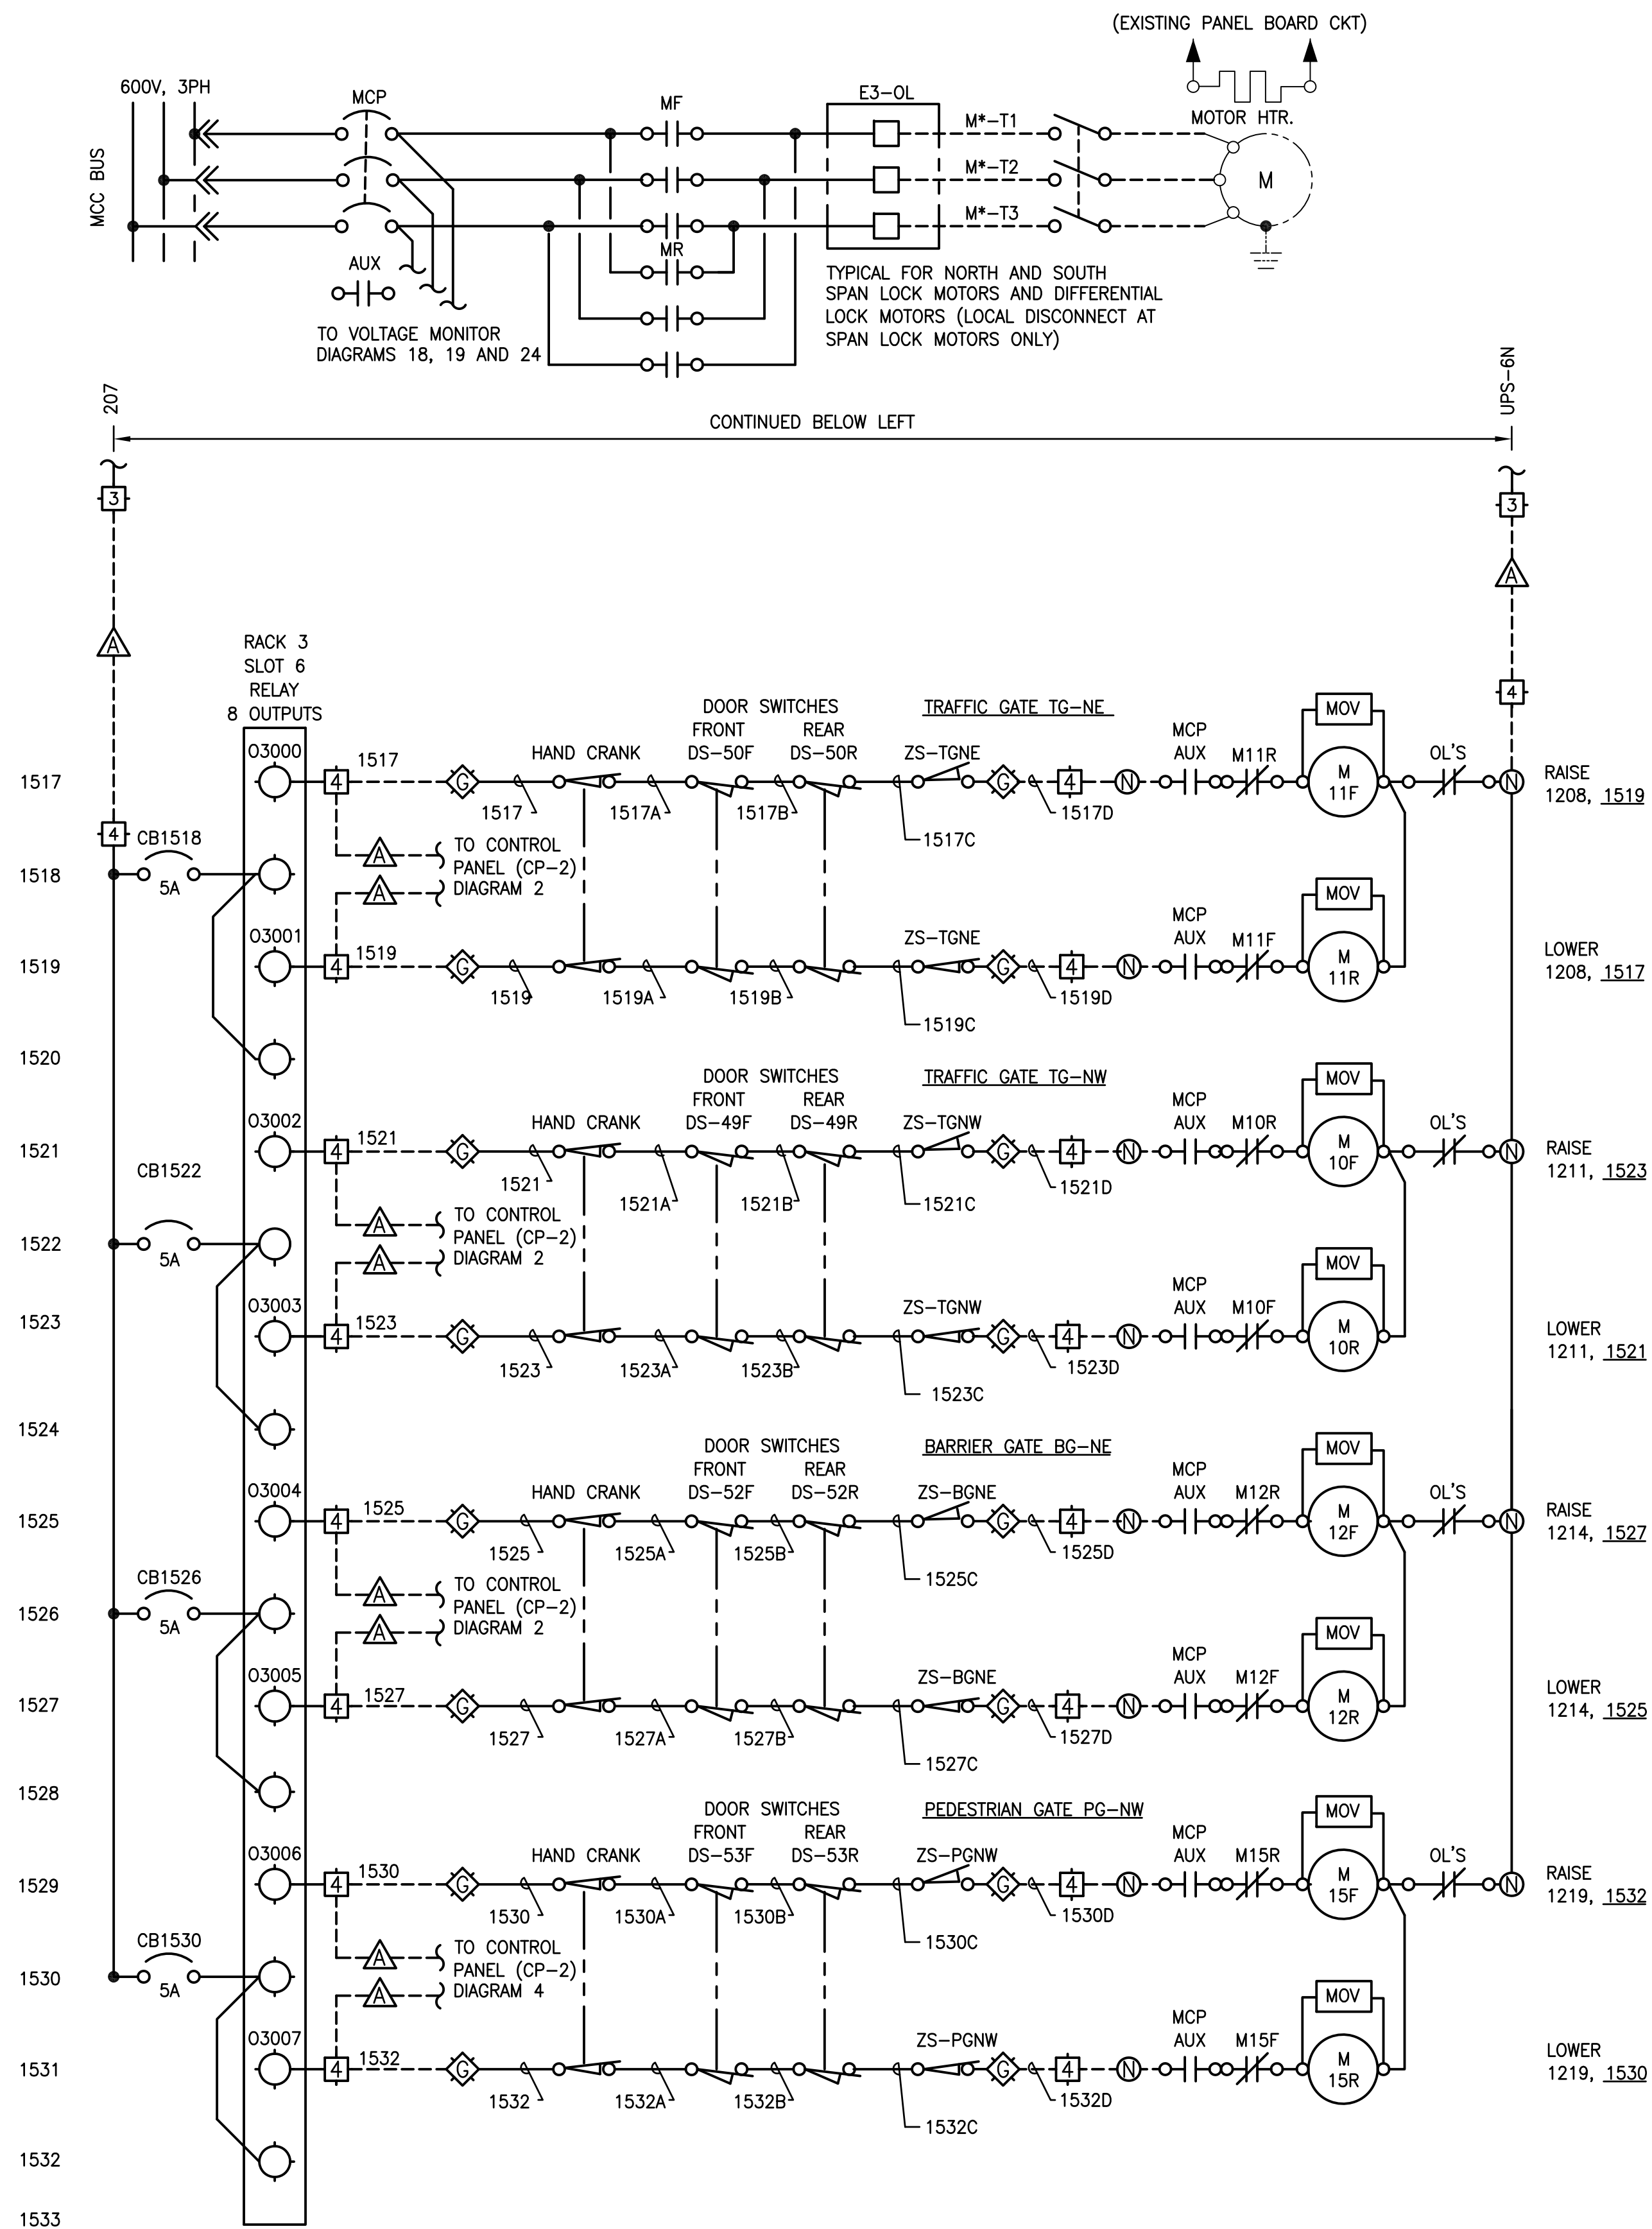 (EXISTING PANEL BOARD CKT)
600V, 3PH
MCP
MF
E3-OL
M*-T1
MOTOR HTR.
MCC BUS
M*-T2
M
M*-T3
AUX
MR
TYPICAL FOR NORTH AND SOUTH
SPAN LOCK MOTORS AND DIFFERENTIAL
LOCK MOTORS (LOCAL DISCONNECT AT
SPAN LOCK MOTORS ONLY)
TO VOLTAGE MONITOR
DIAGRAMS 18, 19 AND 24
207
UPS-6N
CONTINUED BELOW LEFT
3
3
A
A
4
RACK 3
SLOT 6
RELAY
8 OUTPUTS
DOOR SWITCHES
FRONT REAR
TRAFFIC GATE TG-NE
MOV
1517 O3000 4 1517 G HAND CRANK DS-50F DS-50R ZS-TGNE G 4 N MCP AUX M11R M 11F OL'S N RAISE
1208, 1519
1517 1517A 1517B 1517C 1517D
4 CB1518
A TO CONTROL
PANEL (CP-2)
1518 5A A DIAGRAM 2
MOV
1519 O3001 4 1519 G ZS-TGNE G 4 N MCP AUX M11F M 11R LOWER
1208, 1517
1519 1519A 1519B 1519C 1519D
1520
DOOR SWITCHES
FRONT REAR
TRAFFIC GATE TG-NW
MOV
1521 O3002 4 1521 G HAND CRANK DS-49F DS-49R ZS-TGNW G 4 N MCP AUX M10R M 10F OL'S N RAISE
1211, 1523
1521 1521A 1521B 1521C 1521D
CB1522
A TO CONTROL
PANEL (CP-2)
1522 5A A DIAGRAM 2
MOV
1523 O3003 4 1523 G ZS-TGNW G 4 N MCP AUX M10F M 10R LOWER
1211, 1521
1523 1523A 1523B 1523C 1523D
1524
DOOR SWITCHES
FRONT REAR
BARRIER GATE BG-NE
MOV
1525 O3004 4 1525 G HAND CRANK DS-52F DS-52R ZS-BGNE G 4 N MCP AUX M12R M 12F OL'S N RAISE
1214, 1527
1525 1525A 1525B 1525C 1525D
CB1526
A TO CONTROL
PANEL (CP-2)
1526 5A A DIAGRAM 2
MOV
1527 O3005 4 1527 G ZS-BGNE G 4 N MCP AUX M12F M 12R LOWER
1214, 1525
1527 1527A 1527B 1527C 1527D
1528
DOOR SWITCHES
FRONT REAR
PEDESTRIAN GATE PG-NW
MOV
1529 O3006 4 1530 G HAND CRANK DS-53F DS-53R ZS-PGNW G 4 N MCP AUX M15R M 15F OL'S N RAISE
1219, 1532
1530 1530A 1530B 1530C 1530D
CB1530
A TO CONTROL
PANEL (CP-2)
1530 5A A DIAGRAM 4
MOV
1531 O3007 4 1532 G ZS-PGNW G 4 N MCP AUX M15F M 15R LOWER
1219, 1530
1532 1532A 1532B 1532C 1532D
1532
1533